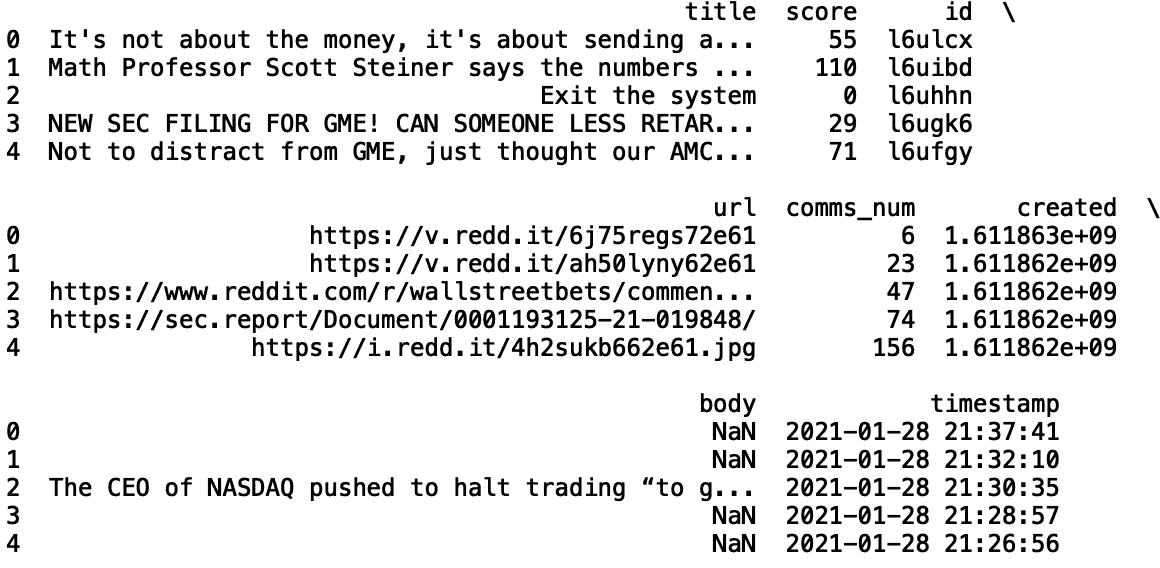 title score id \
0 It's not about the money, it's about sending a... 55 l6ulcx
1 Math Professor Scott Steiner says the numbers ... 110 l6uibd
2 Exit the system 0 l6uhhn
3 NEW SEC FILING FOR GME! CAN SOMEONE LESS RETAR... 29 l6ugk6
4 Not to distract from GME, just thought our AMC... 71 l6ufgy
url comms_num created \
0 https://v.redd.it/6j75regs72e61 6 1.611863e+09
1 https://v.redd.it/ah50lyny62e61 23 1.611862e+09
2 https://www.reddit.com/r/wallstreetbets/commen... 47 1.611862e+09
3 https://sec.report/Document/0001193125-21-019848/ 74 1.611862e+09
4 https://i.redd.it/4h2sukb662e61.jpg 156 1.611862e+09
body timestamp
0 NaN 2021-01-28 21:37:41
1 NaN 2021-01-28 21:32:10
2 The CEO of NASDAQ pushed to halt trading “to g... 2021-01-28 21:30:35
3 NaN 2021-01-28 21:28:57
4 NaN 2021-01-28 21:26:56